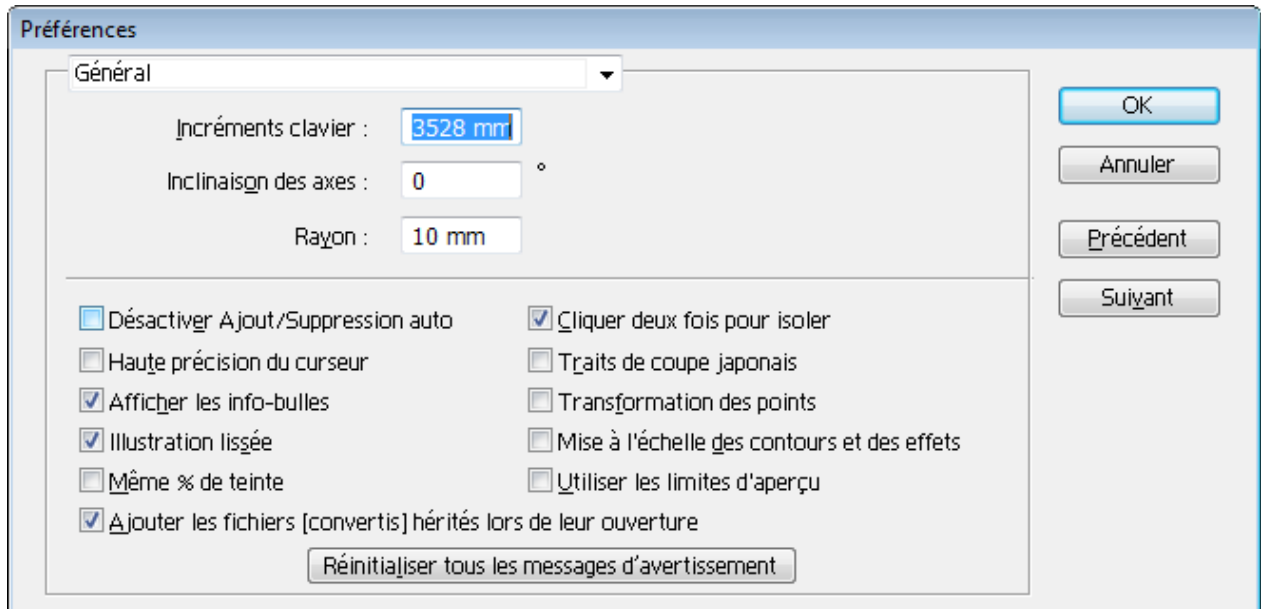 Préférences
Général
OK
Incréments clavier : 3528 mm
Annuler
Inclinaison des axes : 0 °
Rayon : 10 mm
Précédent
Suivant
Désactiver Ajout/Suppression auto
Cliquer deux fois pour isoler
Haute précision du curseur
Traits de coupe japonais
Afficher les info-bulles
Transformation des points
Illustration lissée
Mise à l'échelle des contours et des effets
Même % de teinte
Utiliser les limites d'aperçu
Ajouter les fichiers [convertis] hérités lors de leur ouverture
Réinitialiser tous les messages d'avertissement